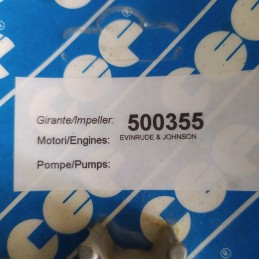 Girante/Impeller: 500355
Motori/Engines: EVINRUDE & JOHNSON
Pompe/Pumps: